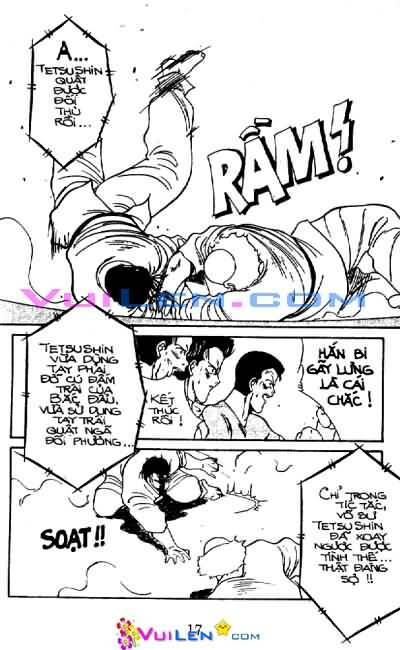 A...
TETSUSHIN
QUẬT
ĐƯỢC
ĐỐI
THỦ
RỒI...
RẦM!
VuiLen.com
TETSUSHIN
VỪA DÙNG
TAY PHẢI
ĐỠ CÚ ĐẤM
TRÁI CỦA
BẮC ĐẨU,
VỪA SỬ DỤNG
TAY TRÁI
QUẬT NGÃ
ĐỐI PHƯƠNG...
KẾT
THÚC
RỒI!
HẮN BỊ
GÃY LƯNG
LÀ CÁI
CHẮC!
SOẠT!!
CHỈ TRONG
TÍC TẮC,
VÕ SƯ
TETSUSHIN
ĐÃ XOAY
NGƯỢC ĐƯỢC
TÌNH THẾ...
THẬT ĐÁNG
SỢ!!
17
VuiLen.com